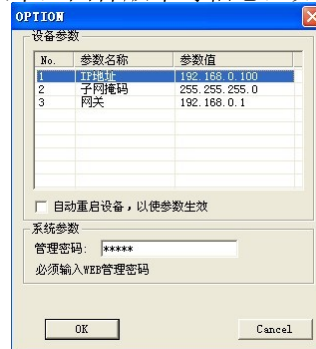 OPTION
设备参数
No. 参数名称 参数值
1 IP地址 192.168.0.100
2 子网掩码 255.255.255.0
3 网关 192.168.0.1
自动重启设备，以使参数生效
系统参数
管理密码: *****
必须输入WEB管理密码
OK Cancel